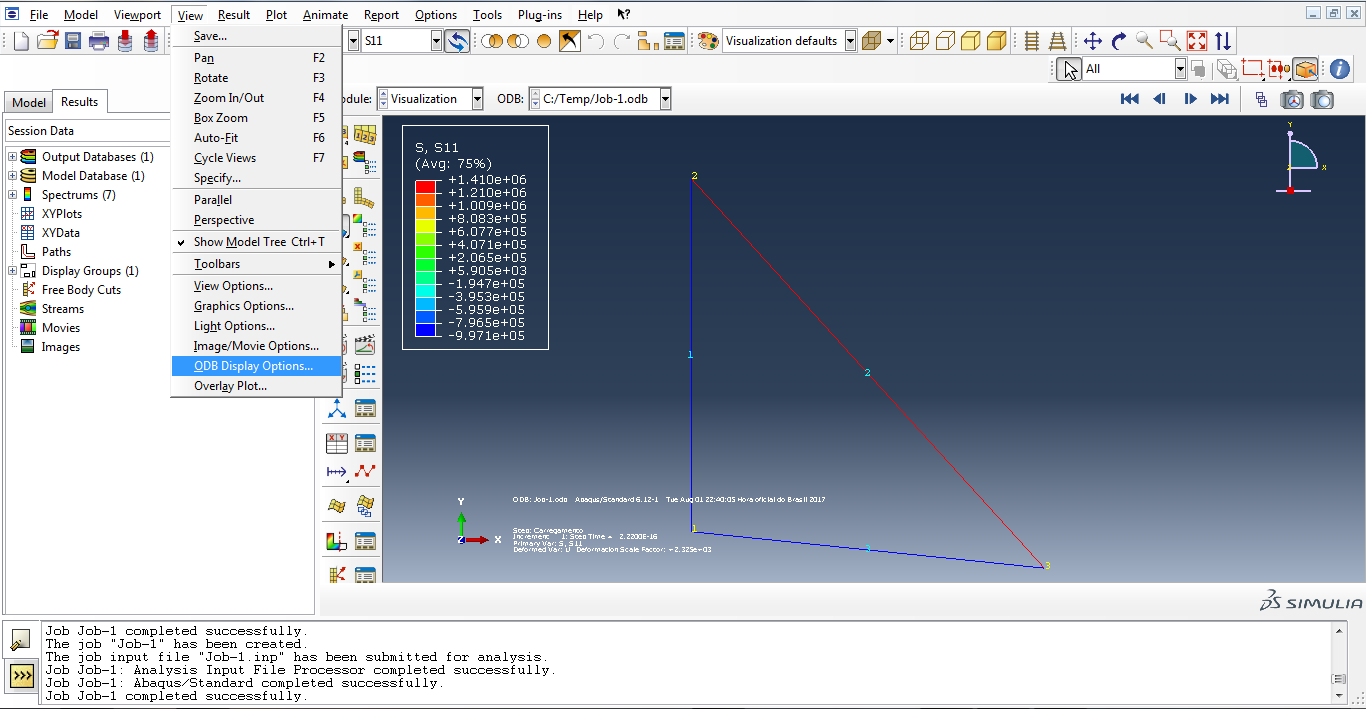 File Model Viewport View Result Plot Animate Report Options Tools Plug-ins Help
S11
Visualization defaults
All
Save...
Pan F2
Rotate F3
Zoom In/Out F4
Box Zoom F5
Auto-Fit F6
Cycle Views F7
Specify...
Parallel
Perspective
Show Model Tree Ctrl+T
Toolbars
View Options...
Graphics Options...
Light Options...
Image/Movie Options...
ODB Display Options...
Overlay Plot...
Model Results
odule: Visualization ODB: C:/Temp/Job-1.odb
Session Data
Output Databases (1)
Model Database (1)
Spectrums (7)
XYPlots
XYData
Paths
Display Groups (1)
Free Body Cuts
Streams
Movies
Images
S, S11
(Avg: 75%)
+1.410e+06
+1.210e+06
+1.009e+06
+8.083e+05
+6.077e+05
+4.071e+05
+2.065e+05
+5.905e+03
-1.947e+05
-3.953e+05
-5.959e+05
-7.965e+05
-9.971e+05
2
1
2
1
3
Y
X
Y
X
Z
ODB: Job-1.odb Abaqus/Standard 6.12-1 Tue Aug 01 22:40:05 Hora oficial do Brasil 2017
Step: Carregamento
Increment 1: Step Time = 2.2200E-16
Primary Var: S, S11
Deformed Var: U Deformation Scale Factor: +2.325e+03
X Y
SIMULIA
Job Job-1 completed successfully.
The job "Job-1" has been created.
The job input file "Job-1.inp" has been submitted for analysis.
Job Job-1: Analysis Input File Processor completed successfully.
Job Job-1: Abaqus/Standard completed successfully.
Job Job-1 completed successfully.
>>>